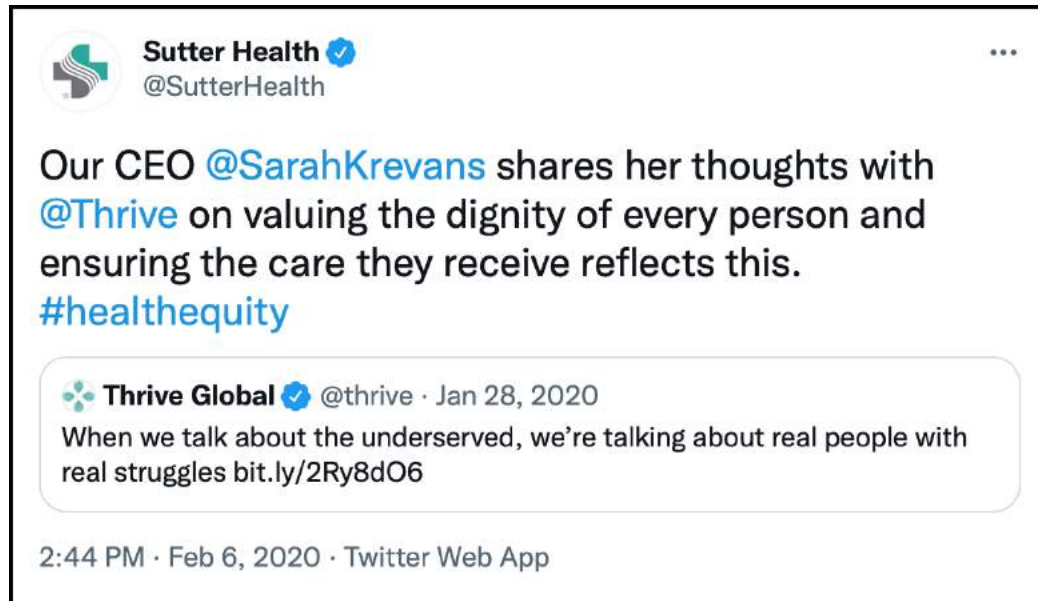 Sutter Health
@SutterHealth
Our CEO @SarahKrevans shares her thoughts with
@Thrive on valuing the dignity of every person and
ensuring the care they receive reflects this.
#healthequity
Thrive Global @thrive · Jan 28, 2020
When we talk about the underserved, we’re talking about real people with
real struggles bit.ly/2Ry8dO6
2:44 PM · Feb 6, 2020 · Twitter Web App